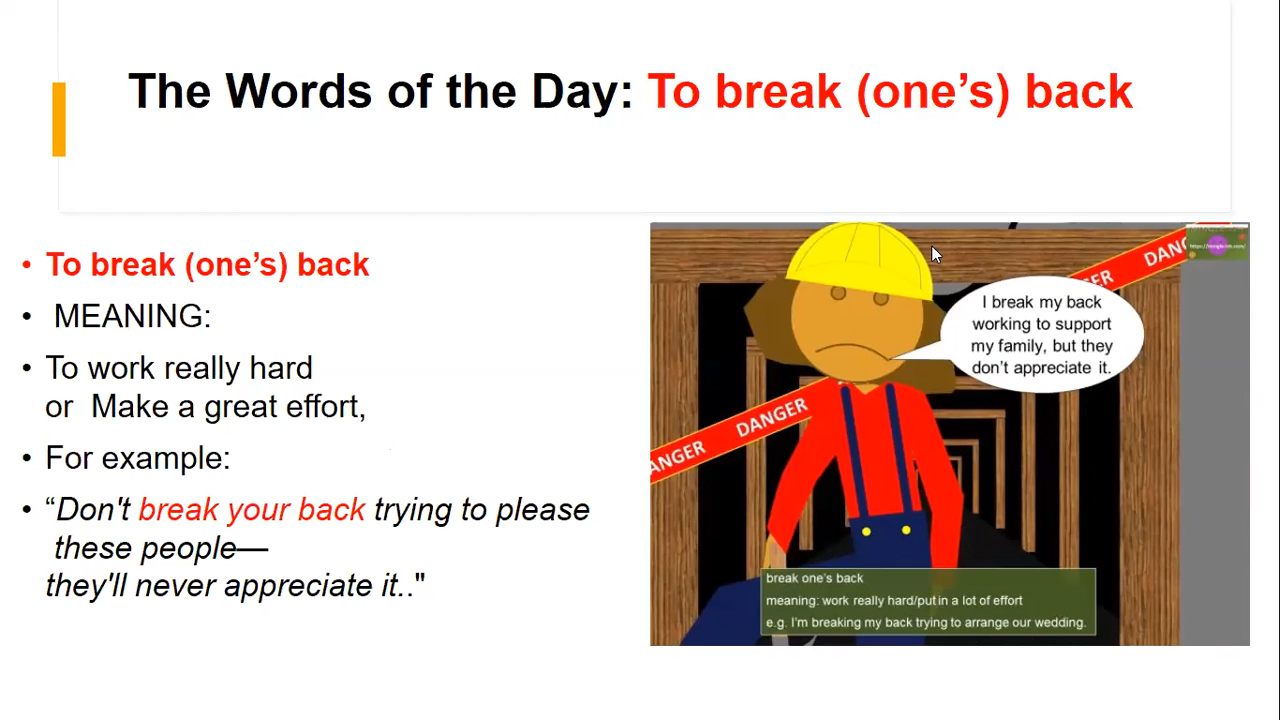 The Words of the Day: To break (one’s) back
• To break (one’s) back
• MEANING:
• To work really hard
or Make a great effort,
• For example:
• “Don't break your back trying to please
these people—
they'll never appreciate it.."
DANG
GER
I break my back
working to support
my family, but they
don’t appreciate it.
DANGER
ANGER
break one’s back
meaning: work really hard/put in a lot of effort
e.g. I’m breaking my back trying to arrange our wedding.